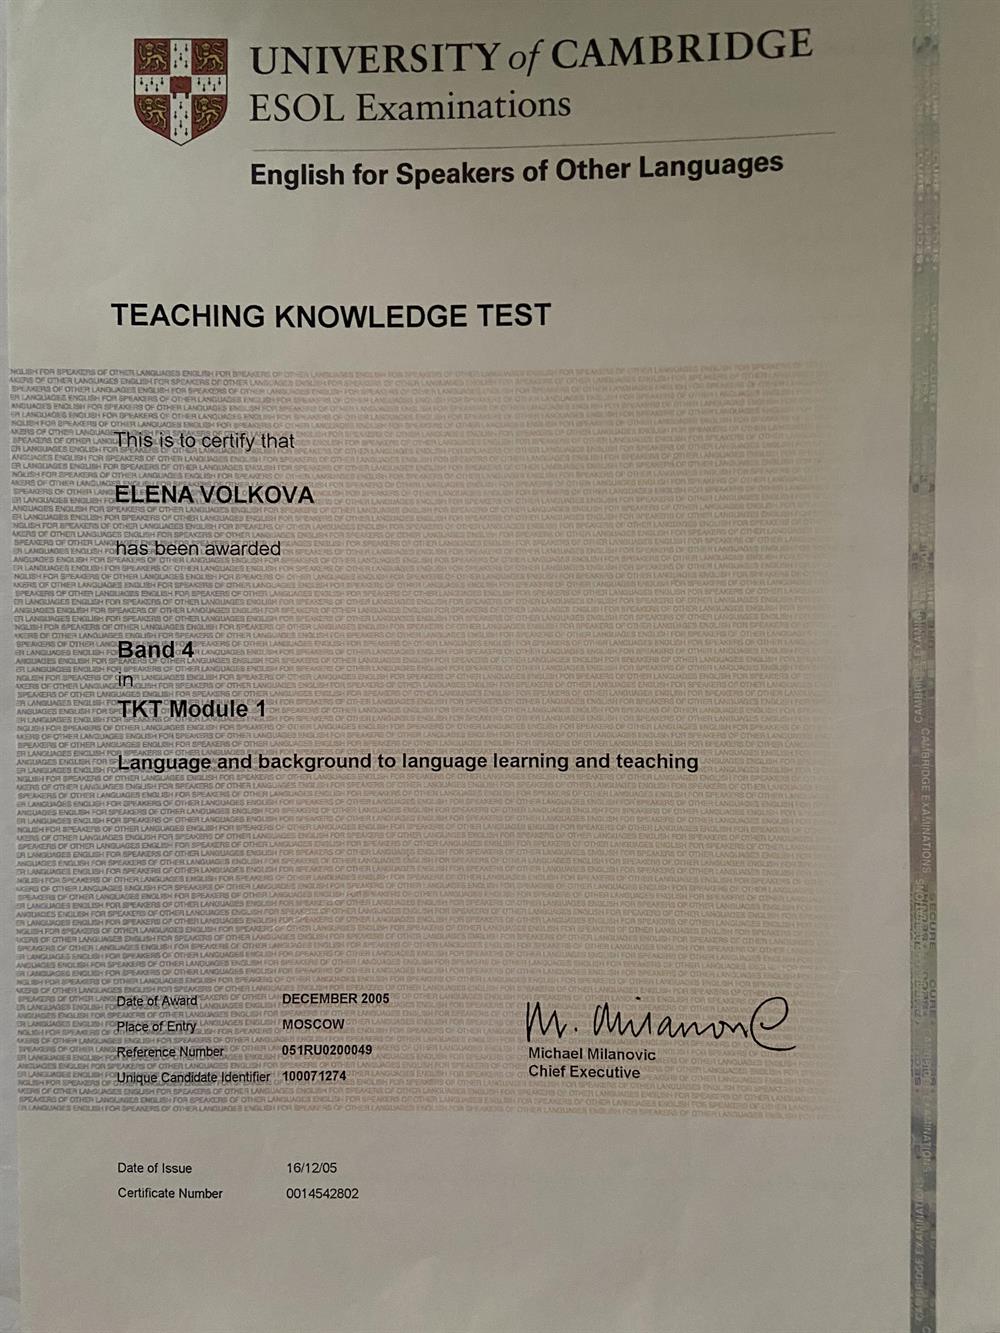 UNIVERSITY of CAMBRIDGE
ESOL Examinations
English for Speakers of Other Languages
TEACHING KNOWLEDGE TEST
This is to certify that
ELENA VOLKOVA
has been awarded
Band 4
in
TKT Module 1
Language and background to language learning and teaching
Date of Award DECEMBER 2005
Place of Entry MOSCOW
Reference Number 051RU0200049
Unique Candidate Identifier 100071274
Michael Milanovic
Chief Executive
Date of Issue 16/12/05
Certificate Number 0014542802